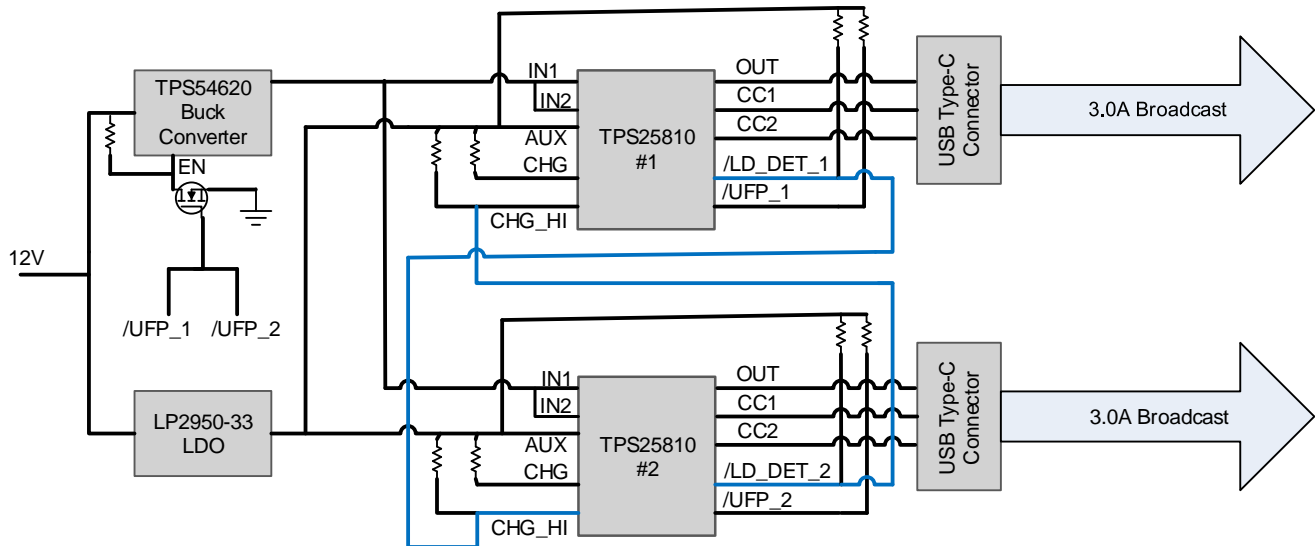 12V
TPS54620
Buck
Converter
EN
/UFP_1 /UFP_2
LP2950-33
LDO
IN1
IN2
AUX
CHG
CHG_HI
TPS25810
#1
OUT
CC1
CC2
/LD_DET_1
/UFP_1
USB Type-C
Connector
3.0A Broadcast
IN1
IN2
AUX
CHG
CHG_HI
TPS25810
#2
OUT
CC1
CC2
/LD_DET_2
/UFP_2
USB Type-C
Connector
3.0A Broadcast